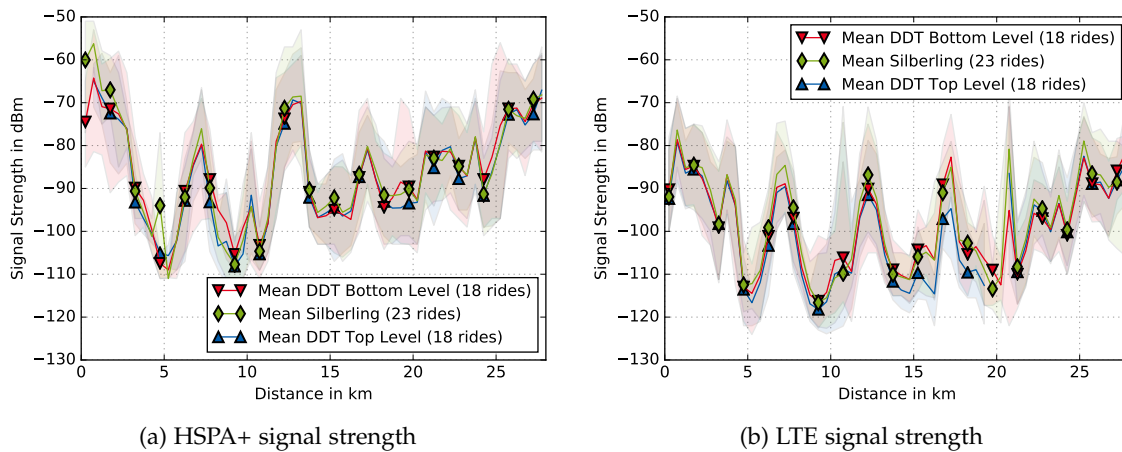 −50
−60
−70
−80
−90
−100
−110
−120
−130
Signal Strength in dBm
Mean DDT Bottom Level (18 rides)
Mean Silberling (23 rides)
Mean DDT Top Level (18 rides)
0 5 10 15 20 25
Distance in km
(a) HSPA+ signal strength
−50
−60
−70
−80
−90
−100
−110
−120
−130
Signal Strength in dBm
Mean DDT Bottom Level (18 rides)
Mean Silberling (23 rides)
Mean DDT Top Level (18 rides)
0 5 10 15 20 25
Distance in km
(b) LTE signal strength